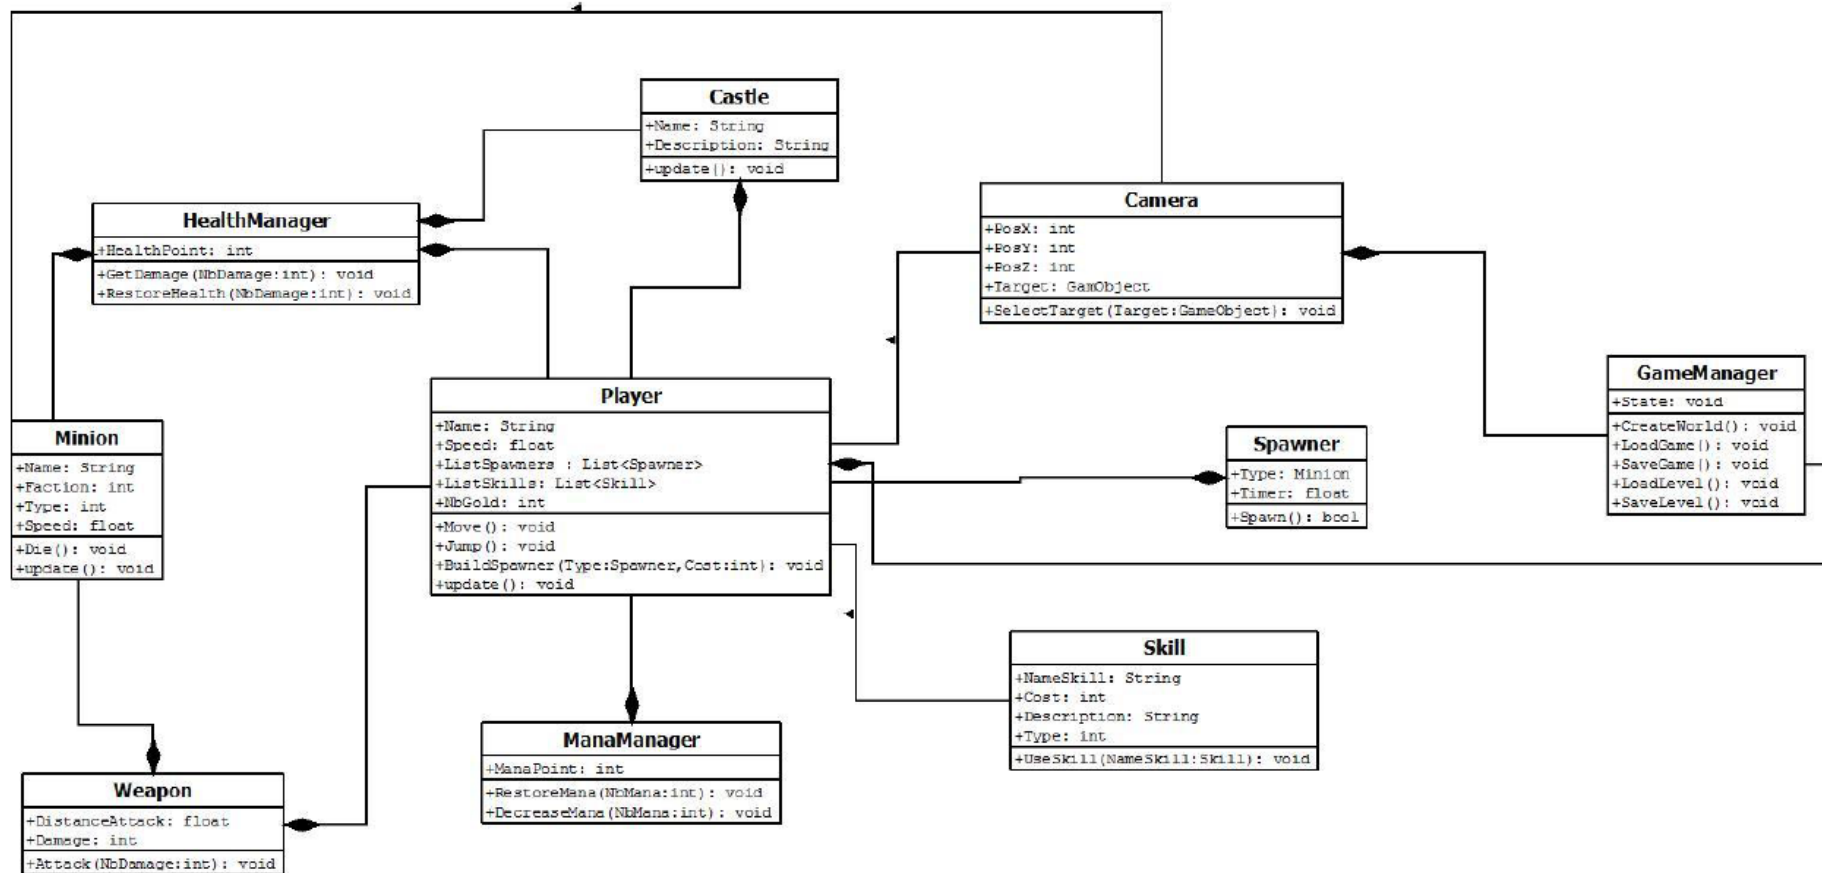 Castle
+Name: String
+Description: String
+update(): void
HealthManager
+HealthPoint: int
+GetDamage(NbDamage:int): void
+RestoreHealth(NbDamage:int): void
Camera
+PosX: int
+PosY: int
+PosZ: int
+Target: GamObject
+SelectTarget(Target:GameObject): void
GameManager
+State: void
+CreateWorld(): void
+LoadGame(): void
+SaveGame(): void
+LoadLevel(): void
+SaveLevel(): void
Player
+Name: String
+Speed: float
+ListSpawners : List<Spawner>
+ListSkills: List<Skill>
+NbGold: int
+Move(): void
+Jump(): void
+BuildSpawner(Type:Spawner,Cost:int): void
+update(): void
Minion
+Name: String
+Faction: int
+Type: int
+Speed: float
+Die(): void
+update(): void
Spawner
+Type: Minion
+Timer: float
+Spawn(): bool
Skill
+NameSkill: String
+Cost: int
+Description: String
+Type: int
+UseSkill(NameSkill:Skill): void
ManaManager
+ManaPoint: int
+RestoreMana(NbMana:int): void
+DecreaseMana(NbMana:int): void
Weapon
+DistanceAttack: float
+Damage: int
+Attack(NbDamage:int): void